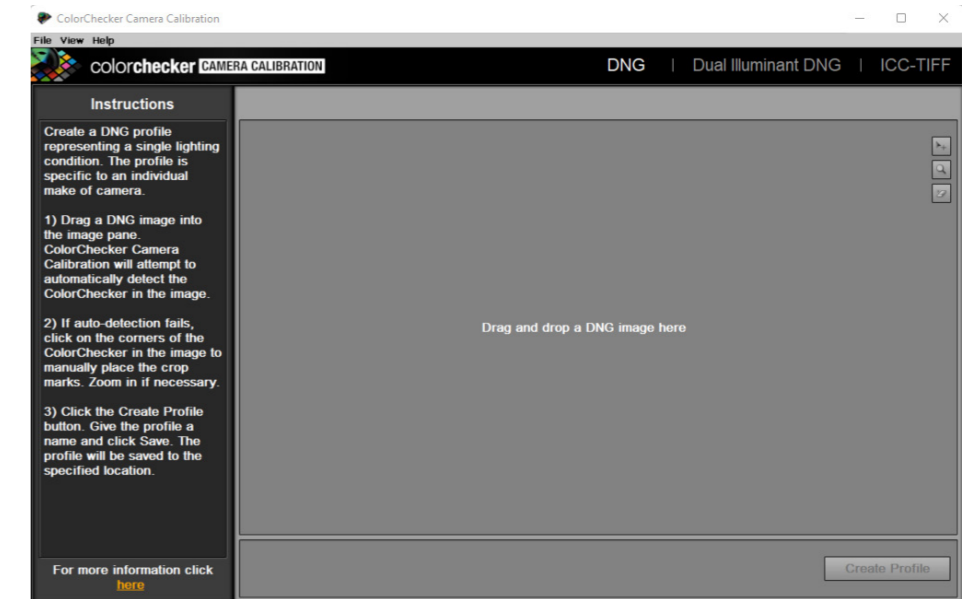 ColorChecker Camera Calibration
File View Help
colorchecker CAMERA CALIBRATION
DNG | Dual Illuminant DNG | ICC-TIFF
Instructions
Create a DNG profile
representing a single lighting
condition. The profile is
specific to an individual
make of camera.
1) Drag a DNG image into
the image pane.
ColorChecker Camera
Calibration will attempt to
automatically detect the
ColorChecker in the image.
2) If auto-detection fails,
click on the corners of the
ColorChecker in the image to
manually place the crop
marks. Zoom in if necessary.
3) Click the Create Profile
button. Give the profile a
name and click Save. The
profile will be saved to the
specified location.
For more information click
here
Drag and drop a DNG image here
Create Profile